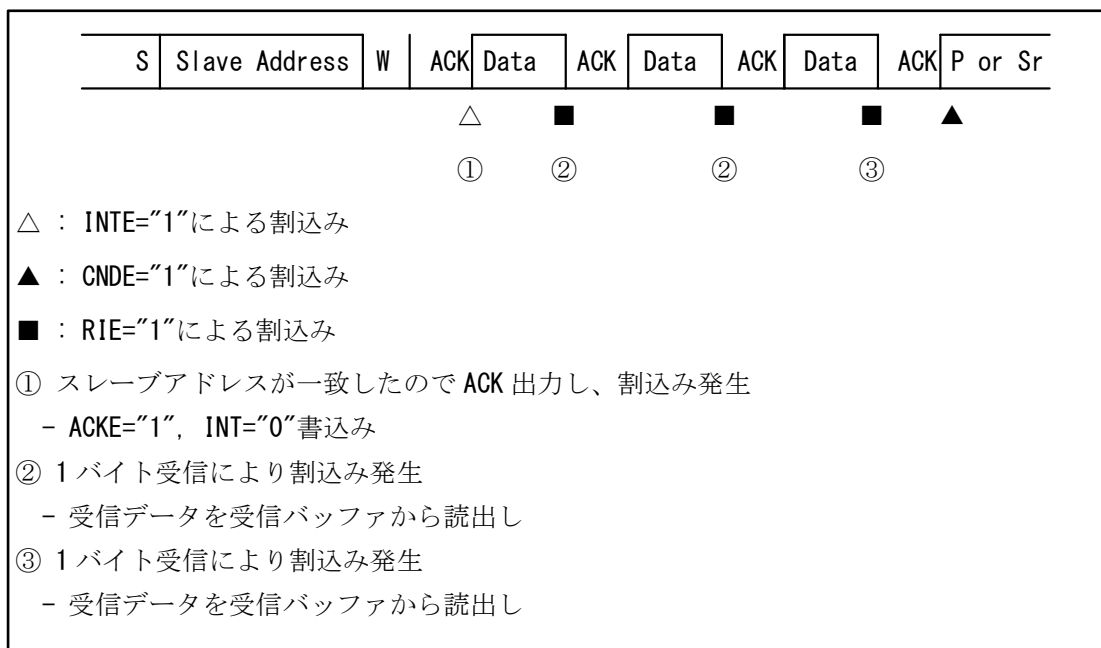 S Slave Address W ACK Data ACK Data ACK Data ACK P or Sr
△ ■ ■ ■ ▲
① ② ② ③
△ : INTE="1"による割込み
▲ : CNDE="1"による割込み
■ : RIE="1"による割込み
① スレーブアドレスが一致したので ACK 出力し、割込み発生
- ACKE="1", INT="0"書込み
② 1 バイト受信により割込み発生
- 受信データを受信バッファから読出し
③ 1 バイト受信により割込み発生
- 受信データを受信バッファから読出し